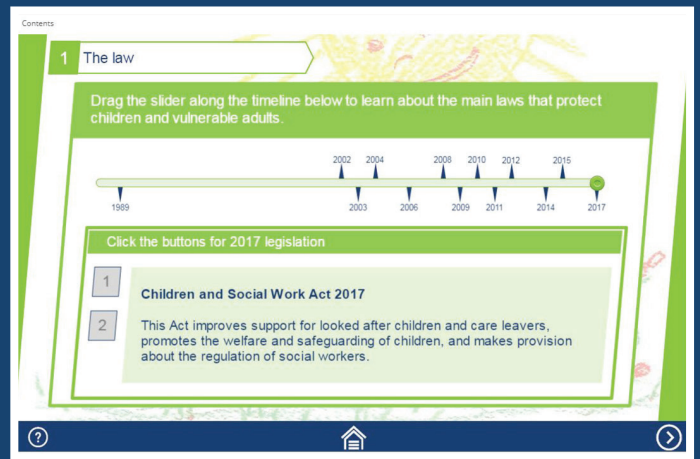 Contents
1 The law
Drag the slider along the timeline below to learn about the main laws that protect
children and vulnerable adults.
2002 2004 2008 2010 2012 2015
1989 2003 2006 2009 2011 2014 2017
Click the buttons for 2017 legislation
1
Children and Social Work Act 2017
2
This Act improves support for looked after children and care leavers,
promotes the welfare and safeguarding of children, and makes provision
about the regulation of social workers.
?